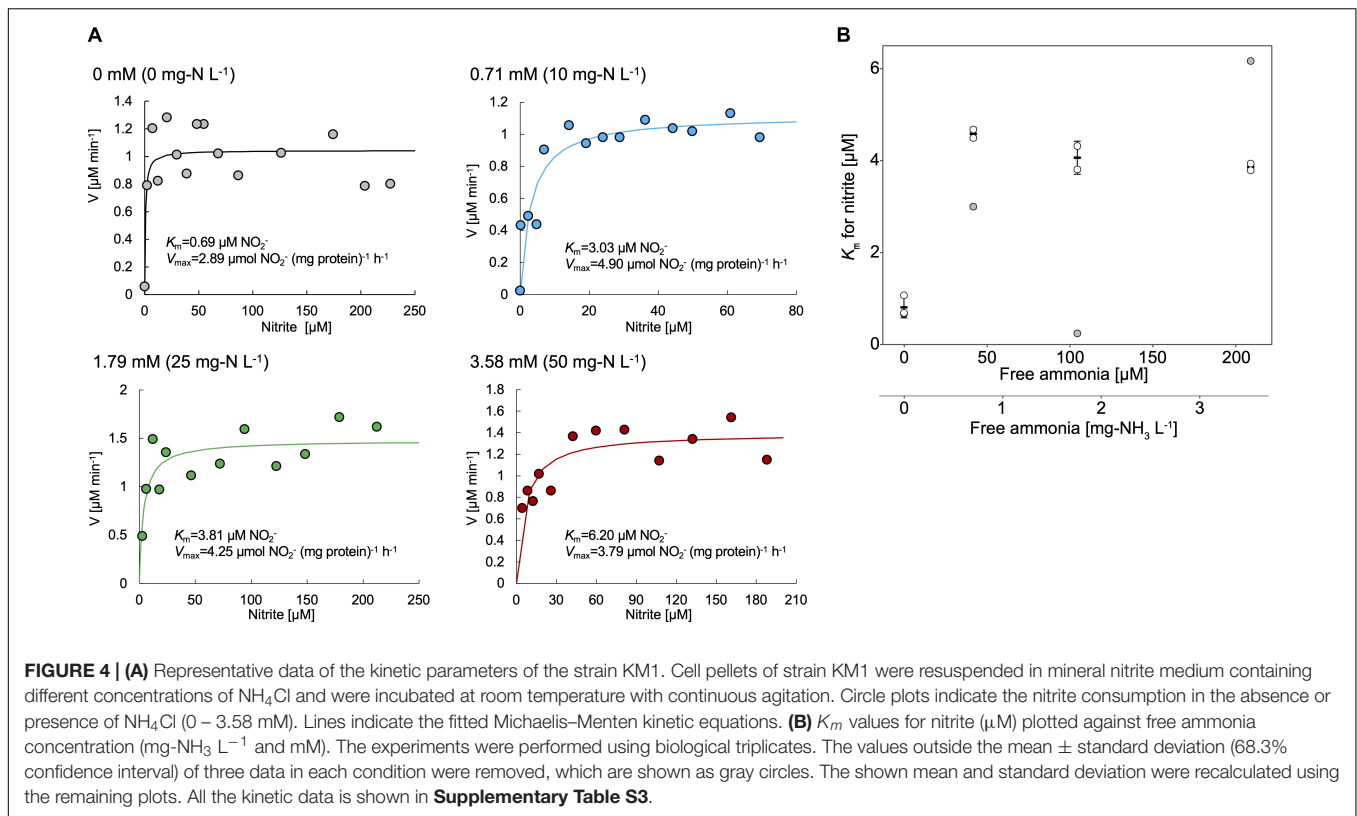 A
0 mM (0 mg-N L⁻¹)
1.4
1.2
1
0.8
0.6
0.4
0.2
0
V [µM min⁻¹]
Kₘ=0.69 µM NO₂⁻
Vₘₐₓ=2.89 µmol NO₂⁻ (mg protein)⁻¹ h⁻¹
0 50 100 150 200 250
Nitrite [µM]
0.71 mM (10 mg-N L⁻¹)
1.2
1
0.8
0.6
0.4
0.2
0
V [µM min⁻¹]
Kₘ=3.03 µM NO₂⁻
Vₘₐₓ=4.90 µmol NO₂⁻ (mg protein)⁻¹ h⁻¹
0 20 40 60 80
Nitrite [µM]
1.79 mM (25 mg-N L⁻¹)
2
1.5
1
0.5
0
V [µM min⁻¹]
Kₘ=3.81 µM NO₂⁻
Vₘₐₓ=4.25 µmol NO₂⁻ (mg protein)⁻¹ h⁻¹
0 50 100 150 200 250
Nitrite [µM]
3.58 mM (50 mg-N L⁻¹)
1.8
1.6
1.4
1.2
1
0.8
0.6
0.4
0.2
0
V [µM min⁻¹]
Kₘ=6.20 µM NO₂⁻
Vₘₐₓ=3.79 µmol NO₂⁻ (mg protein)⁻¹ h⁻¹
0 30 60 90 120 150 180 210
Nitrite [µM]
B
6
4
2
0
Kₘ for nitrite [µM]
0 50 100 150 200
Free ammonia [µM]
0 1 2 3
Free ammonia [mg-NH₃ L⁻¹]
FIGURE 4 | (A) Representative data of the kinetic parameters of the strain KM1. Cell pellets of strain KM1 were resuspended in mineral nitrite medium containing
different concentrations of NH₄Cl and were incubated at room temperature with continuous agitation. Circle plots indicate the nitrite consumption in the absence or
presence of NH₄Cl (0 – 3.58 mM). Lines indicate the fitted Michaelis–Menten kinetic equations. (B) Kₘ values for nitrite (µM) plotted against free ammonia
concentration (mg-NH₃ L⁻¹ and mM). The experiments were performed using biological triplicates. The values outside the mean ± standard deviation (68.3%
confidence interval) of three data in each condition were removed, which are shown as gray circles. The shown mean and standard deviation were recalculated using
the remaining plots. All the kinetic data is shown in Supplementary Table S3.